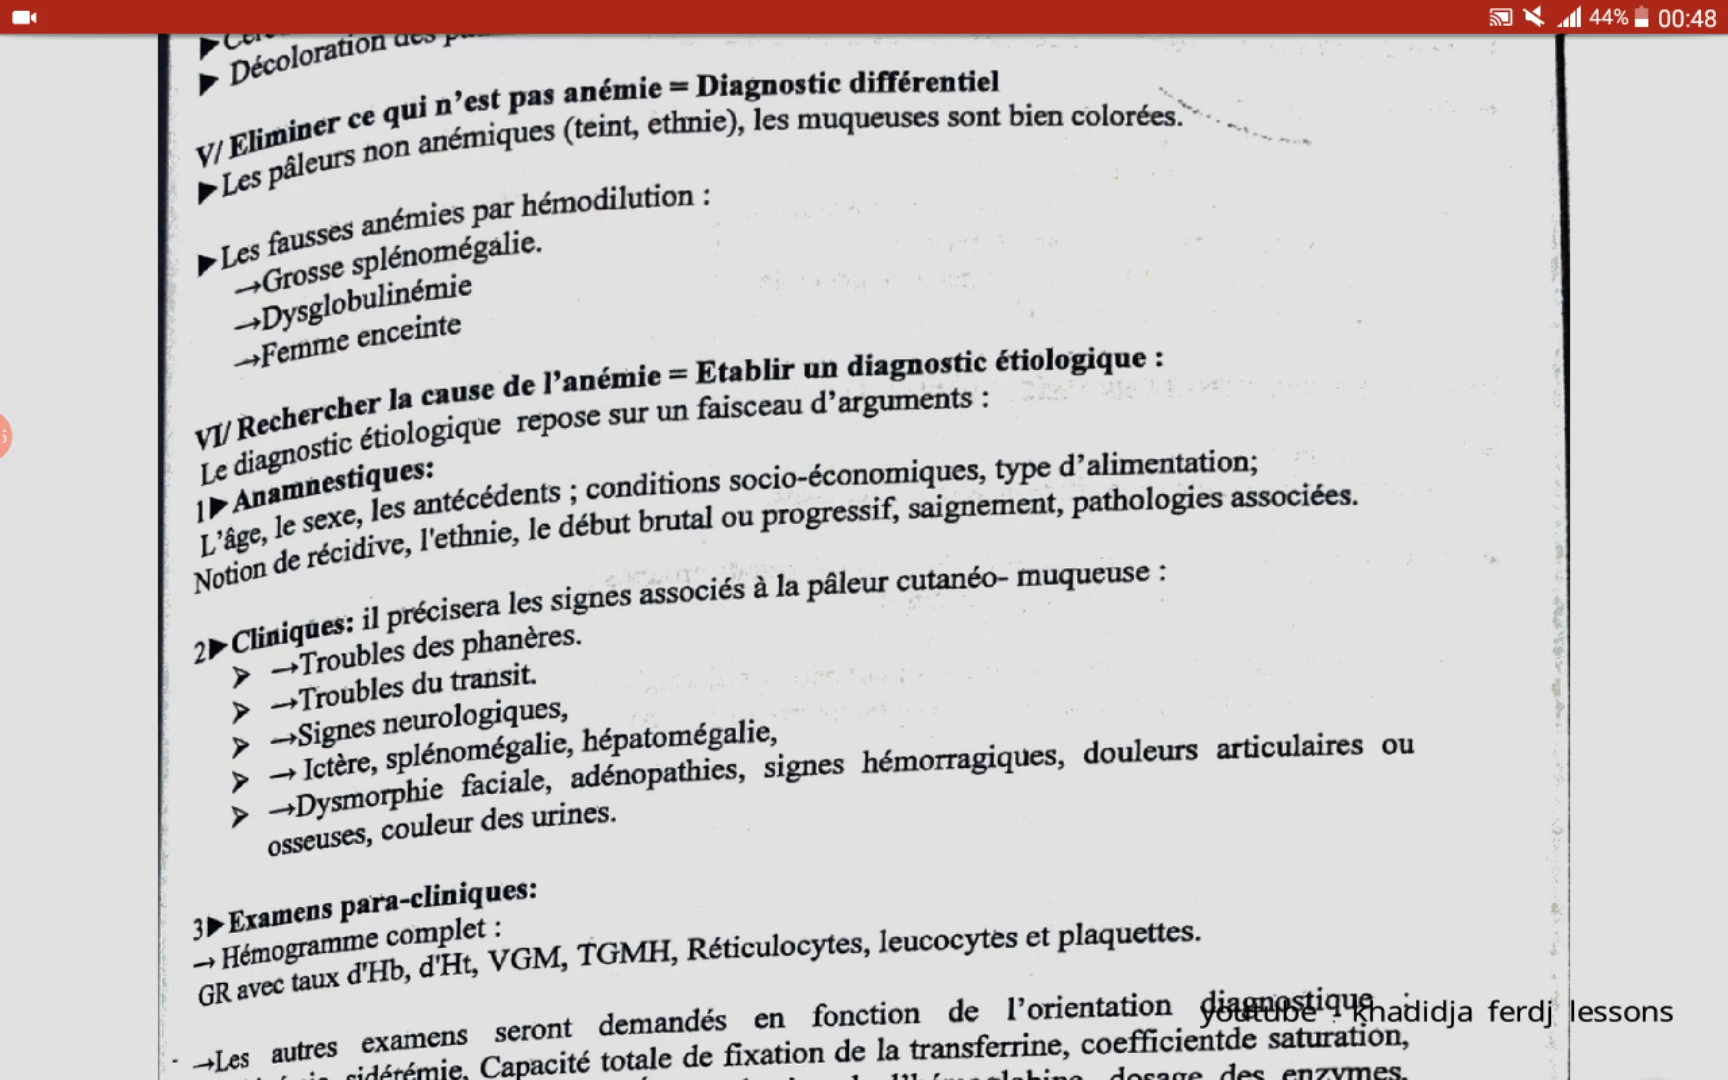 44% 00:48
Décoloration des
V/ Eliminer ce qui n’est pas anémie = Diagnostic différentiel
Les pâleurs non anémiques (teint, ethnie), les muqueuses sont bien colorées.
Les fausses anémies par hémodilution :
→Grosse splénomégalie.
→Dysglobulinémie
→Femme enceinte
VI/ Rechercher la cause de l’anémie = Etablir un diagnostic étiologique :
Le diagnostic étiologique repose sur un faisceau d’arguments :
1►Anamnestiques:
L’âge, le sexe, les antécédents ; conditions socio-économiques, type d’alimentation;
Notion de récidive, l'ethnie, le début brutal ou progressif, saignement, pathologies associées.
2►Cliniques: il précisera les signes associés à la pâleur cutanéo- muqueuse :
➢ →Troubles des phanères.
➢ →Troubles du transit.
➢ →Signes neurologiques,
➢ → Ictère, splénomégalie, hépatomégalie,
➢ →Dysmorphie faciale, adénopathies, signes hémorragiques, douleurs articulaires ou
osseuses, couleur des urines.
3►Examens para-cliniques:
→ Hémogramme complet :
GR avec taux d'Hb, d'Ht, VGM, TGMH, Réticulocytes, leucocytes et plaquettes.
→Les autres examens seront demandés en fonction de l’orientation diagnostique
youtube : khadidja ferdj lessons
sidérémie, Capacité totale de fixation de la transferrine, coefficientde saturation,
dosage des enzymes,